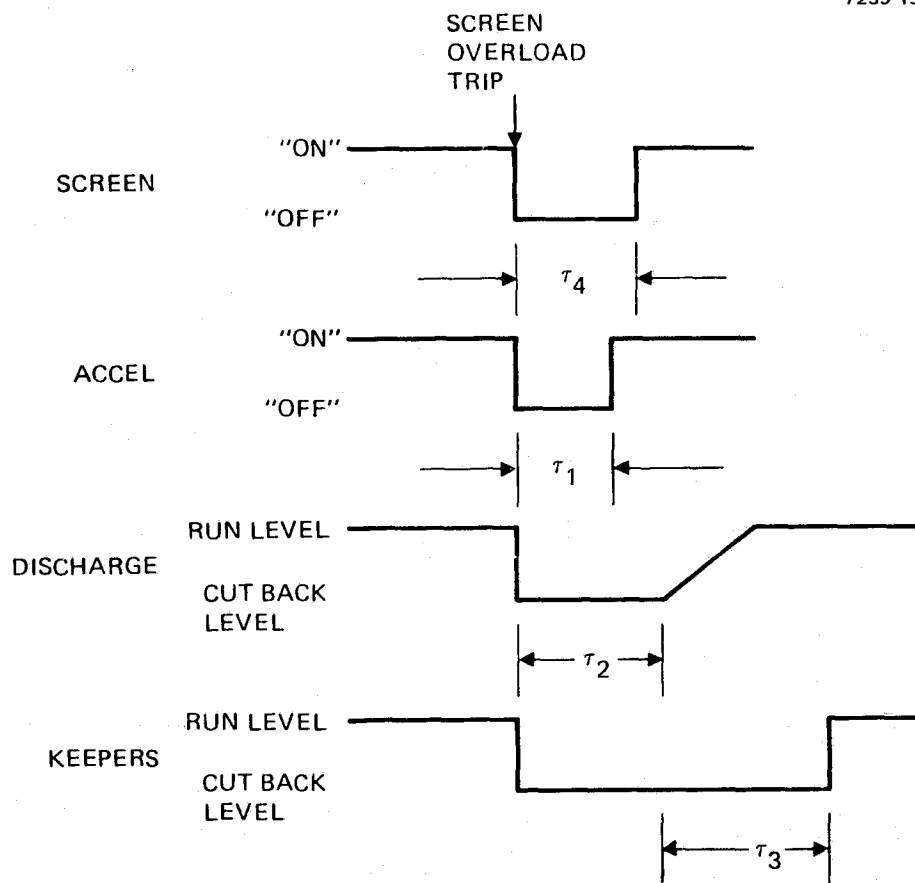 SCREEN
OVERLOAD
TRIP
"ON"
SCREEN
"OFF"
τ4
"ON"
ACCEL
"OFF"
τ1
RUN LEVEL
DISCHARGE
CUT BACK
LEVEL
τ2
RUN LEVEL
KEEPERS
CUT BACK
LEVEL
τ3